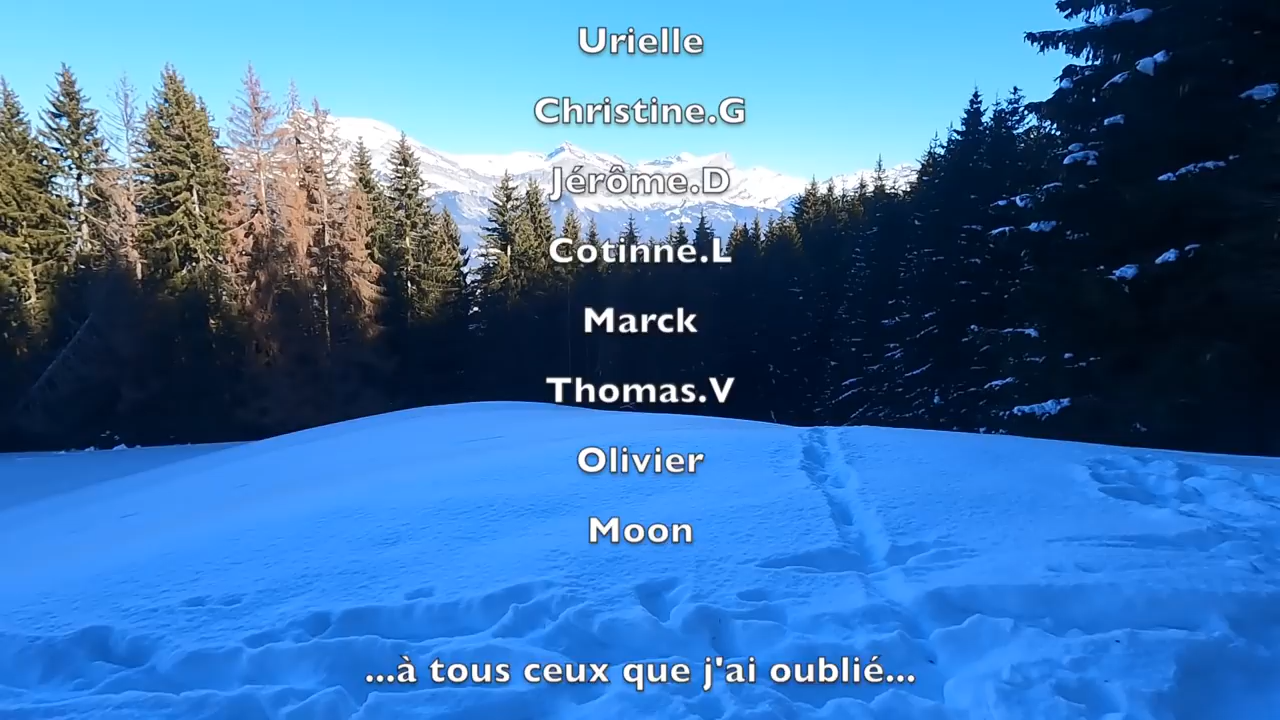 Urielle
Christine.G
Jérôme.D
Cotinne.L
Marck
Thomas.V
Olivier
Moon
...à tous ceux que j'ai oublié...